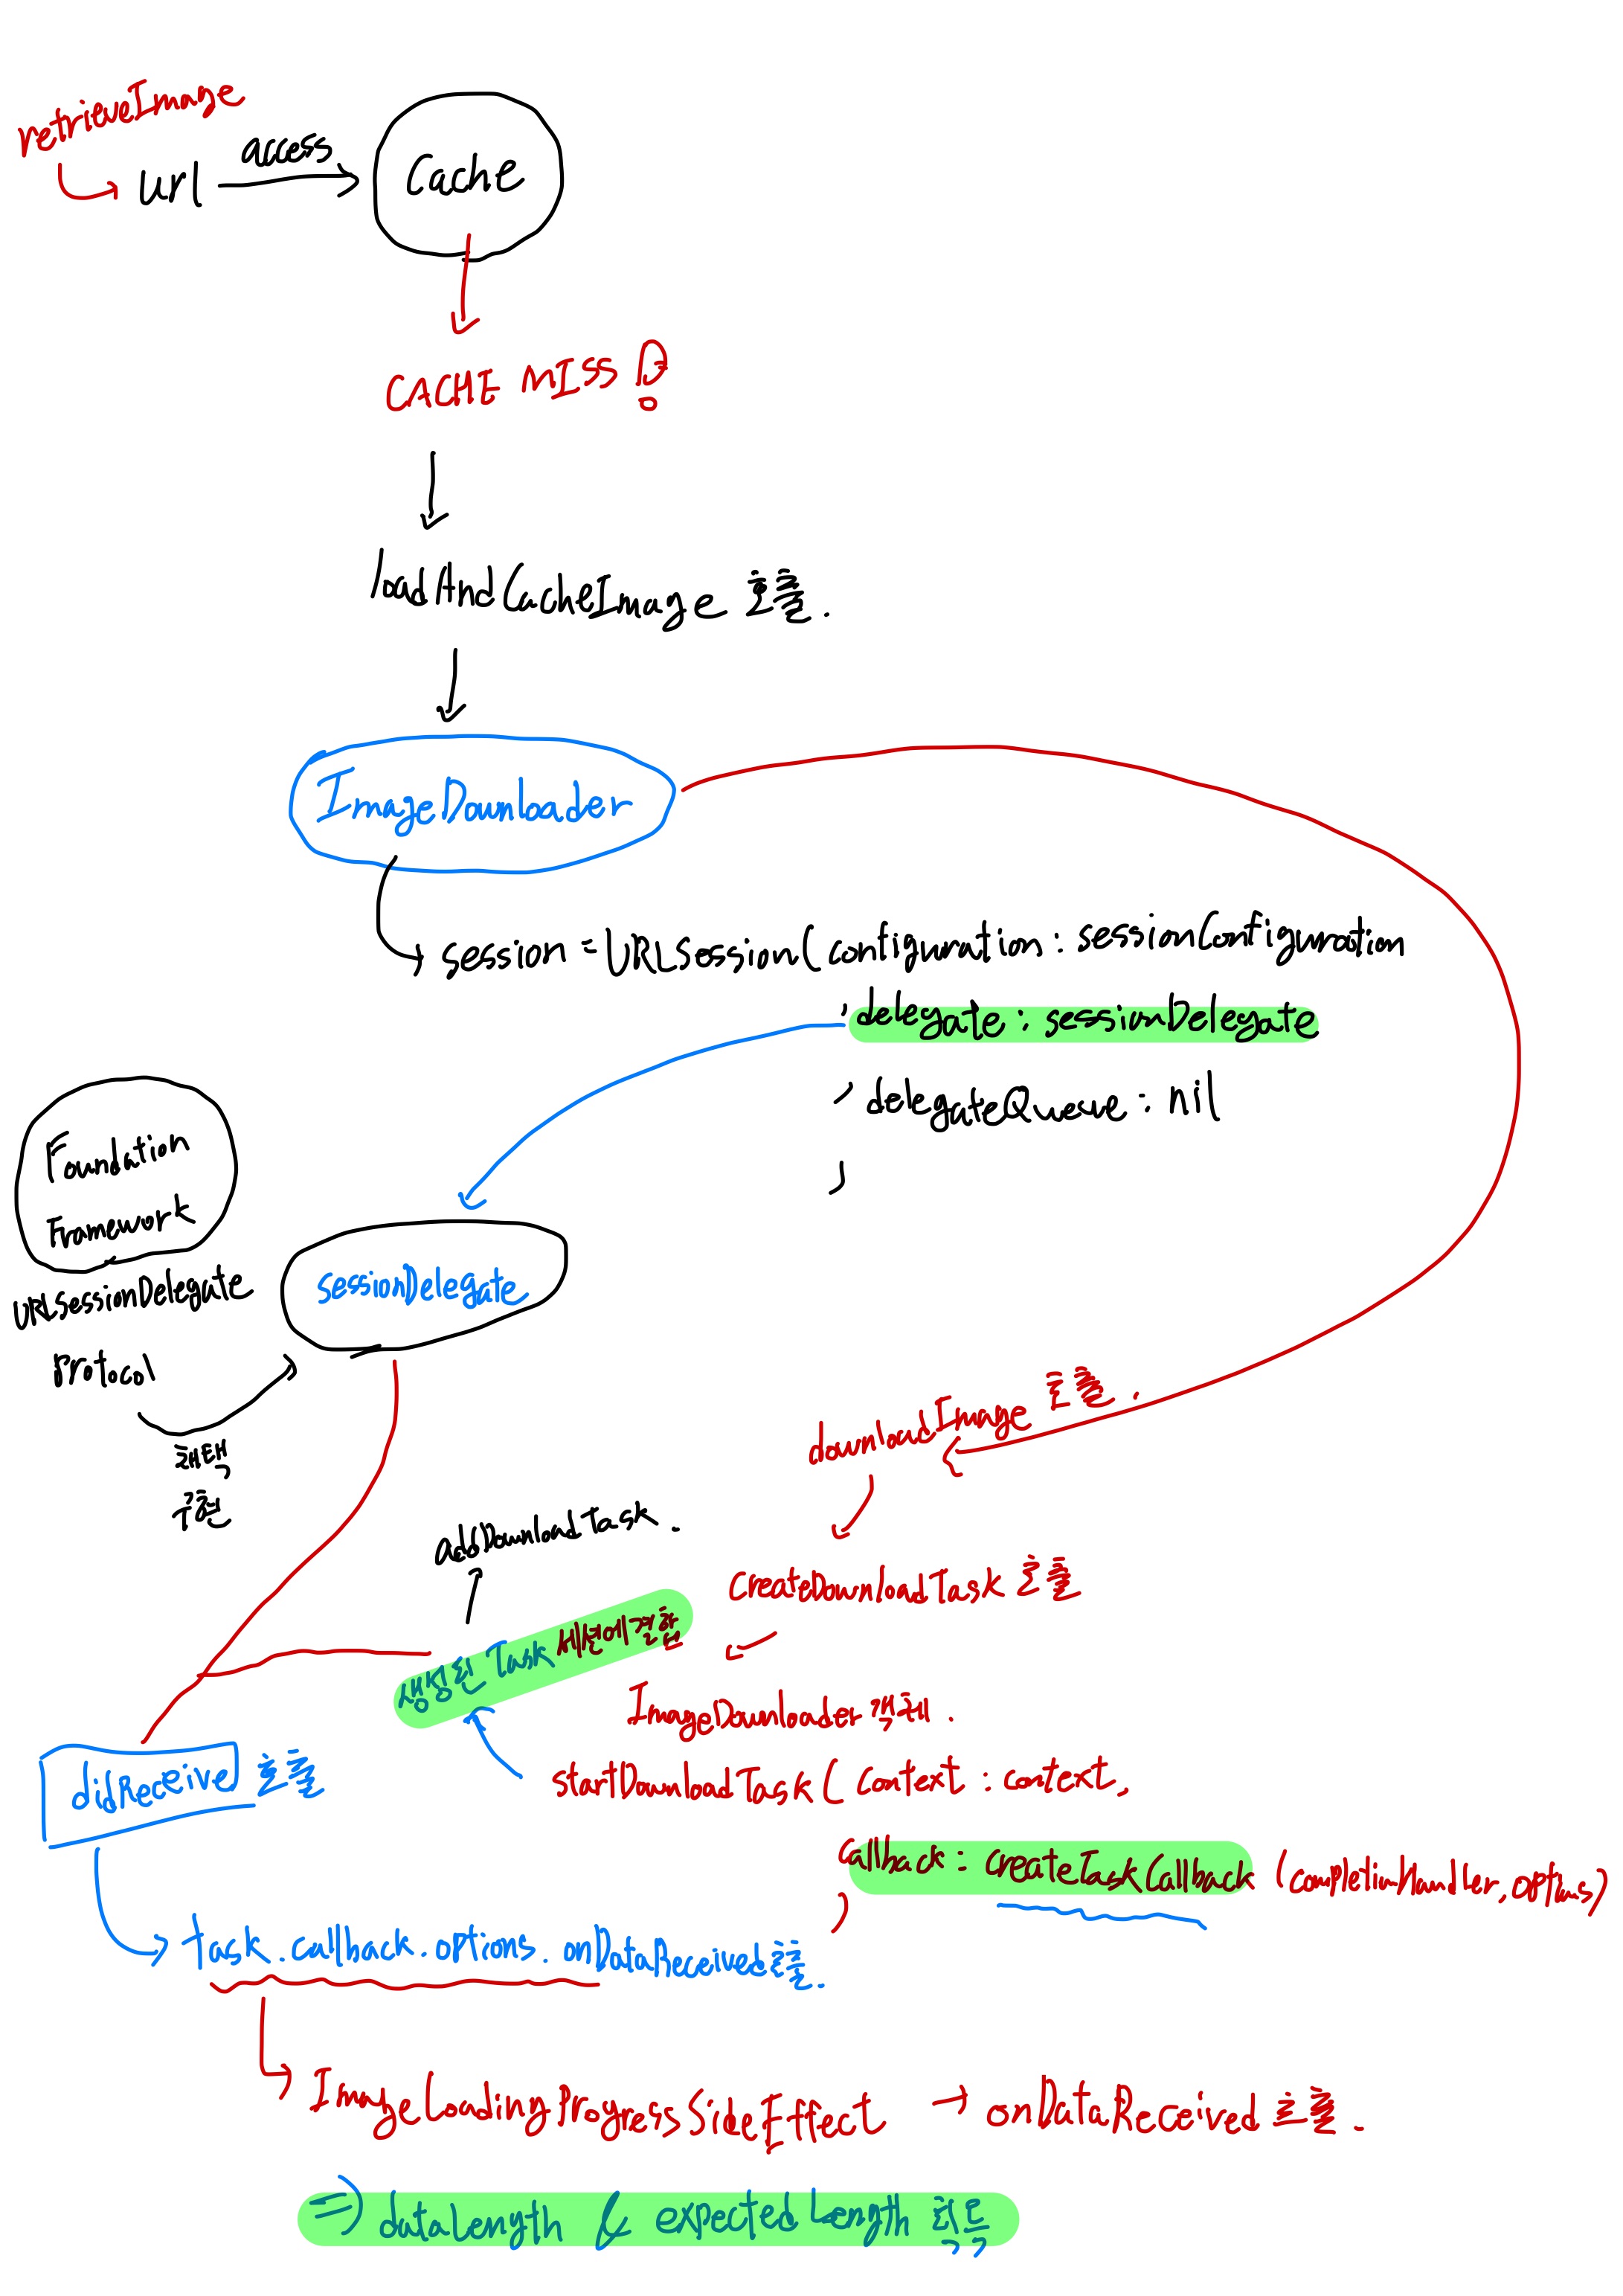 retrieveImage
url
access
Cache
CACHE MISS !
loadAndCacheImage 호출.
ImageDownloader
session = URLSession(configuration : sessionConfiguration
, delegate : sessionDelegate
, delegateQueue : nil
)
Foundation
Framework
URLSessionDelegate
protocol
채택
구현
sessionDelegate
downloadImage 호출.
createDownloadTask 호출
ImageDownloader 객체.
startDownloadTask ( context : context,
callback : createTaskCallback (completionHandler, options)
)
addDownloadTask.
생성된 Task 세션에 결합
didReceive 호출
task.callback.options.onDataReceived 호출.
ImageLoadingProgressSideEffect → onDataReceived 호출.
⇒ dataLength & expectedLength 획득